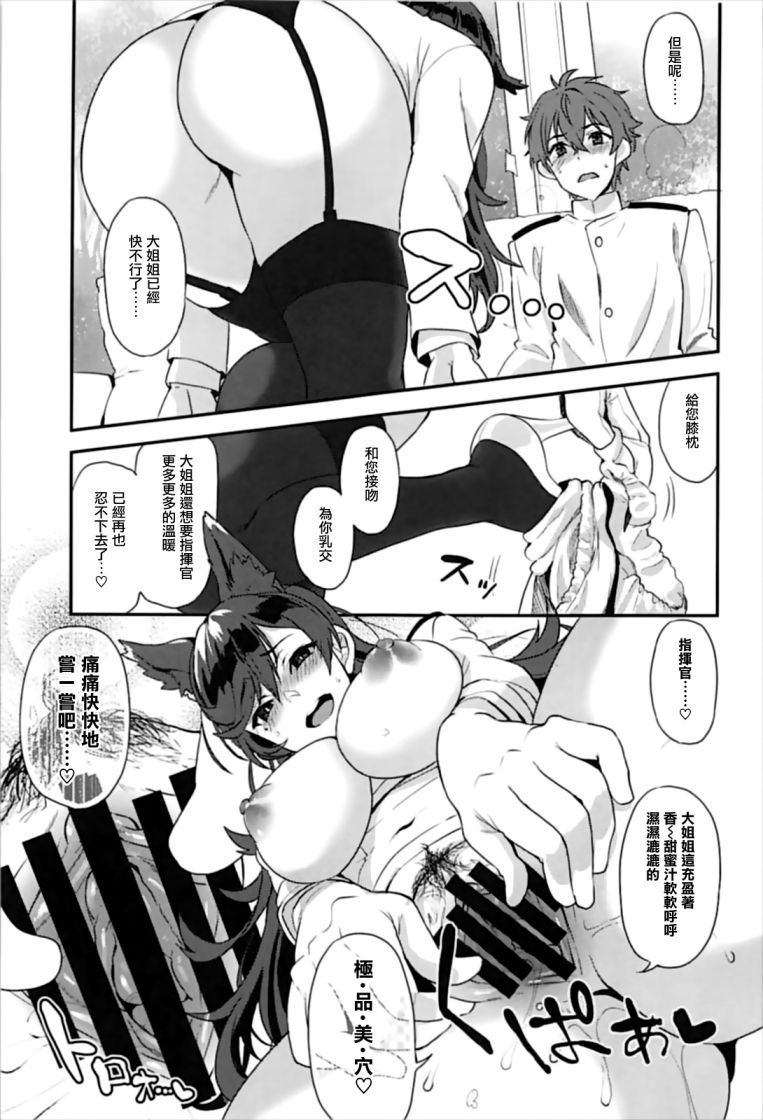 但是呢……
大姐姐已經
快不行了……
ス…。
給您膝枕
和您接吻
為你乳交
大姐姐還想要指揮官
更多更多的溫暖
已經再也
忍不下去了…♡
スッ
指揮官…♡
大姐姐這充盈著
香～甜蜜汁軟軟呼呼
濕濕漉漉的
くぱぁ♥
極・品・美・穴♡
痛痛快快地
嘗一嘗吧……♡
トロォ…♡